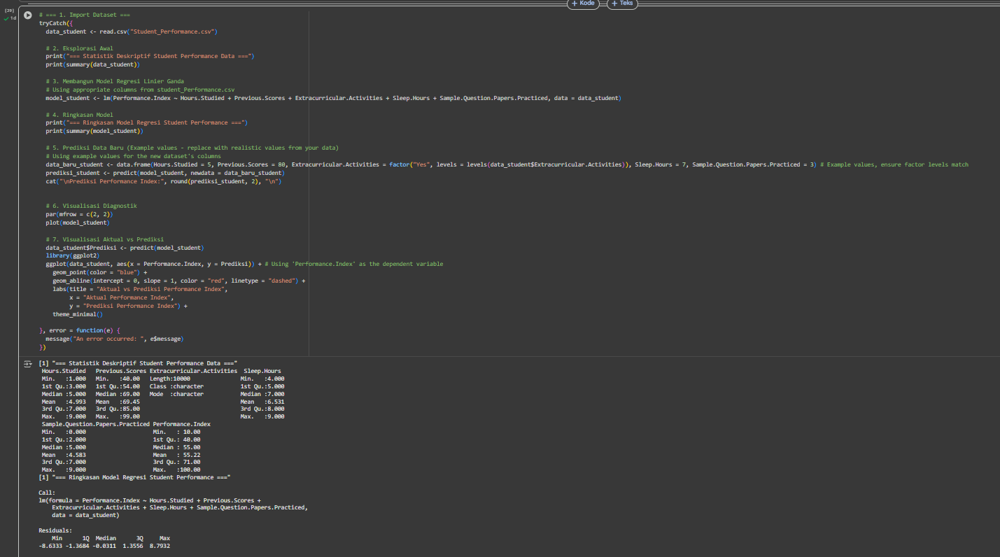 + Kode + Teks
[29]
1d
# === 1. Import Dataset ===
tryCatch({
  data_student <- read.csv("Student_Performance.csv")

  # 2. Eksplorasi Awal
  print("=== Statistik Deskriptif Student Performance Data ===")
  print(summary(data_student))

  # 3. Membangun Model Regresi Linier Ganda
  # Using appropriate columns from student_Performance.csv
  model_student <- lm(Performance.Index ~ Hours.Studied + Previous.Scores + Extracurricular.Activities + Sleep.Hours + Sample.Question.Papers.Practiced, data = data_student)

  # 4. Ringkasan Model
  print("=== Ringkasan Model Regresi Student Performance ===")
  print(summary(model_student))

  # 5. Prediksi Data Baru (Example values - replace with realistic values from your data)
  # Using example values for the new dataset's columns
  data_baru_student <- data.frame(Hours.Studied = 5, Previous.Scores = 80, Extracurricular.Activities = factor("Yes", levels = levels(data_student$Extracurricular.Activities)), Sleep.Hours = 7, Sample.Question.Papers.Practiced = 3) # Example values, ensure factor levels match
  prediksi_student <- predict(model_student, newdata = data_baru_student)
  cat("\nPrediksi Performance Index:", round(prediksi_student, 2), "\n")

  # 6. Visualisasi Diagnostik
  par(mfrow = c(2, 2))
  plot(model_student)

  # 7. Visualisasi Aktual vs Prediksi
  data_student$Prediksi <- predict(model_student)
  library(ggplot2)
  ggplot(data_student, aes(x = Performance.Index, y = Prediksi)) + # Using 'Performance.Index' as the dependent variable
    geom_point(color = "blue") +
    geom_abline(intercept = 0, slope = 1, color = "red", linetype = "dashed") +
    labs(title = "Aktual vs Prediksi Performance Index",
         x = "Aktual Performance Index",
         y = "Prediksi Performance Index") +
    theme_minimal()

}, error = function(e) {
  message("An error occurred: ", e$message)
})
[1] "=== Statistik Deskriptif Student Performance Data ==="
 Hours.Studied   Previous.Scores Extracurricular.Activities  Sleep.Hours
 Min.   :1.000   Min.   :40.00   Length:10000               Min.   :4.000
 1st Qu.:3.000   1st Qu.:54.00   Class :character           1st Qu.:5.000
 Median :5.000   Median :69.00   Mode  :character           Median :7.000
 Mean   :4.993   Mean   :69.45                              Mean   :6.531
 3rd Qu.:7.000   3rd Qu.:85.00                              3rd Qu.:8.000
 Max.   :9.000   Max.   :99.00                              Max.   :9.000
 Sample.Question.Papers.Practiced Performance.Index
 Min.   :0.000                    Min.   : 10.00
 1st Qu.:2.000                    1st Qu.: 40.00
 Median :5.000                    Median : 55.00
 Mean   :4.583                    Mean   : 55.22
 3rd Qu.:7.000                    3rd Qu.: 71.00
 Max.   :9.000                    Max.   :100.00
[1] "=== Ringkasan Model Regresi Student Performance ==="

Call:
lm(formula = Performance.Index ~ Hours.Studied + Previous.Scores +
    Extracurricular.Activities + Sleep.Hours + Sample.Question.Papers.Practiced,
    data = data_student)

Residuals:
    Min      1Q  Median      3Q     Max
-8.6333 -1.3684 -0.0311  1.3556  8.7932